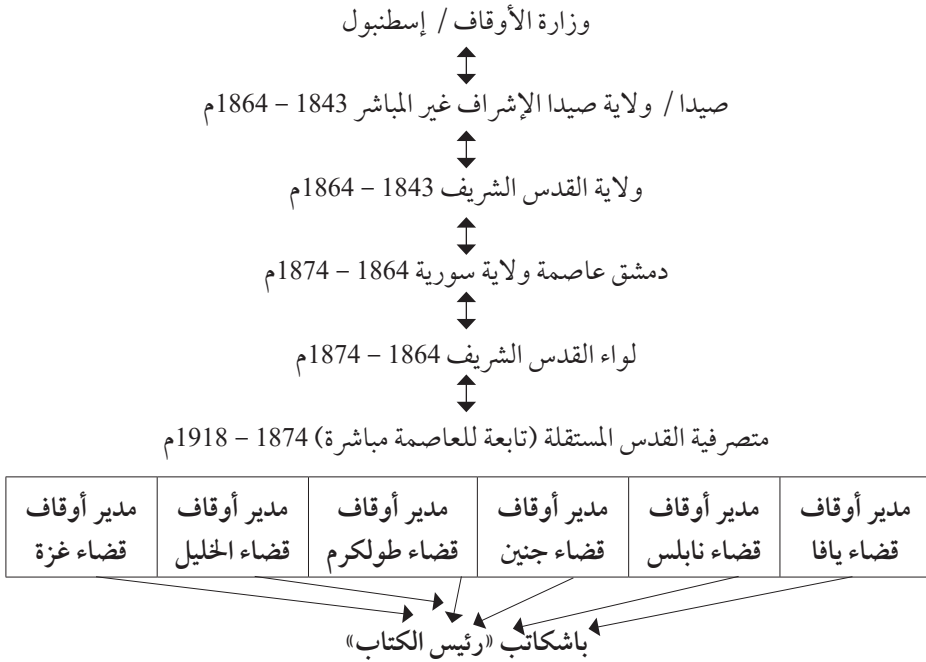 وزارة الأوقاف / إسطنبول
صيدا / ولاية صيدا الإشراف غير المباشر 1843 – 1864م
ولاية القدس الشريف 1843 – 1864م
دمشق عاصمة ولاية سورية 1864 – 1874م
لواء القدس الشريف 1864 – 1874م
متصرفية القدس المستقلة (تابعة للعاصمة مباشرة) 1874 – 1918م
مدير أوقاف قضاء يافا
مدير أوقاف قضاء نابلس
مدير أوقاف قضاء جنين
مدير أوقاف قضاء طولكرم
مدير أوقاف قضاء الخليل
مدير أوقاف قضاء غزة
باشكاتب «رئيس الكتاب»